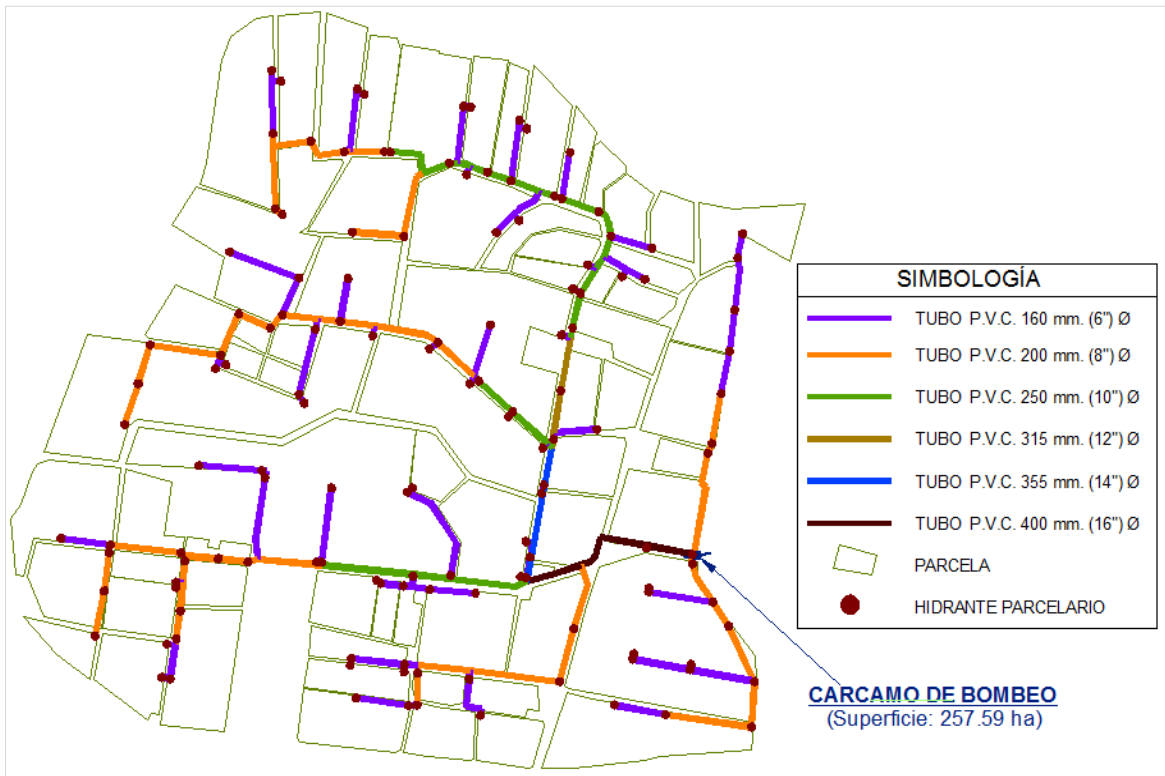 SIMBOLOGÍA
TUBO P.V.C. 160 mm. (6") Ø
TUBO P.V.C. 200 mm. (8") Ø
TUBO P.V.C. 250 mm. (10") Ø
TUBO P.V.C. 315 mm. (12") Ø
TUBO P.V.C. 355 mm. (14") Ø
TUBO P.V.C. 400 mm. (16") Ø
PARCELA
HIDRANTE PARCELARIO
CARCAMO DE BOMBEO
(Superficie: 257.59 ha)